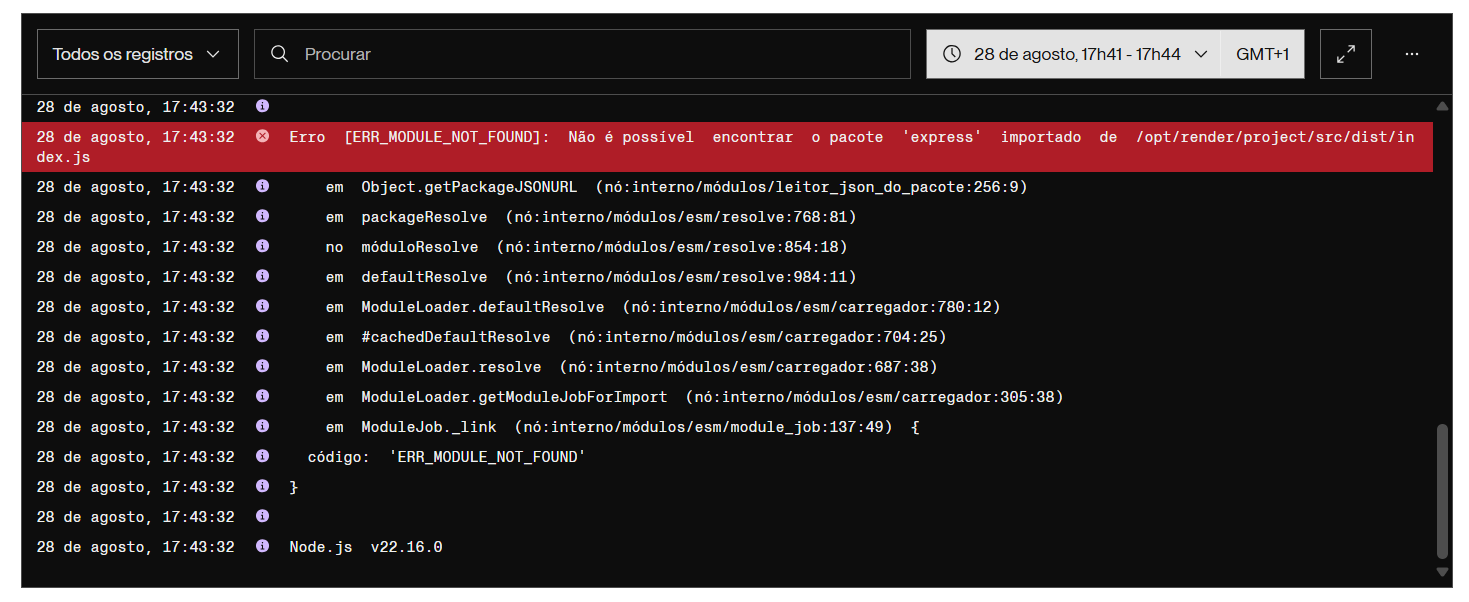 Todos os registros
Procurar
28 de agosto, 17h41 - 17h44
GMT+1
28 de agosto, 17:43:32
28 de agosto, 17:43:32 Erro [ERR_MODULE_NOT_FOUND]: Não é possível encontrar o pacote 'express' importado de /opt/render/project/src/dist/in
dex.js
28 de agosto, 17:43:32 em Object.getPackageJSONURL (nó:interno/módulos/leitor_json_do_pacote:256:9)
28 de agosto, 17:43:32 em packageResolve (nó:interno/módulos/esm/resolve:768:81)
28 de agosto, 17:43:32 no móduloResolve (nó:interno/módulos/esm/resolve:854:18)
28 de agosto, 17:43:32 em defaultResolve (nó:interno/módulos/esm/resolve:984:11)
28 de agosto, 17:43:32 em ModuleLoader.defaultResolve (nó:interno/módulos/esm/carregador:780:12)
28 de agosto, 17:43:32 em #cachedDefaultResolve (nó:interno/módulos/esm/carregador:704:25)
28 de agosto, 17:43:32 em ModuleLoader.resolve (nó:interno/módulos/esm/carregador:687:38)
28 de agosto, 17:43:32 em ModuleLoader.getModuleJobForImport (nó:interno/módulos/esm/carregador:305:38)
28 de agosto, 17:43:32 em ModuleJob._link (nó:interno/módulos/esm/module_job:137:49) {
28 de agosto, 17:43:32 código: 'ERR_MODULE_NOT_FOUND'
28 de agosto, 17:43:32 }
28 de agosto, 17:43:32
28 de agosto, 17:43:32 Node.js v22.16.0